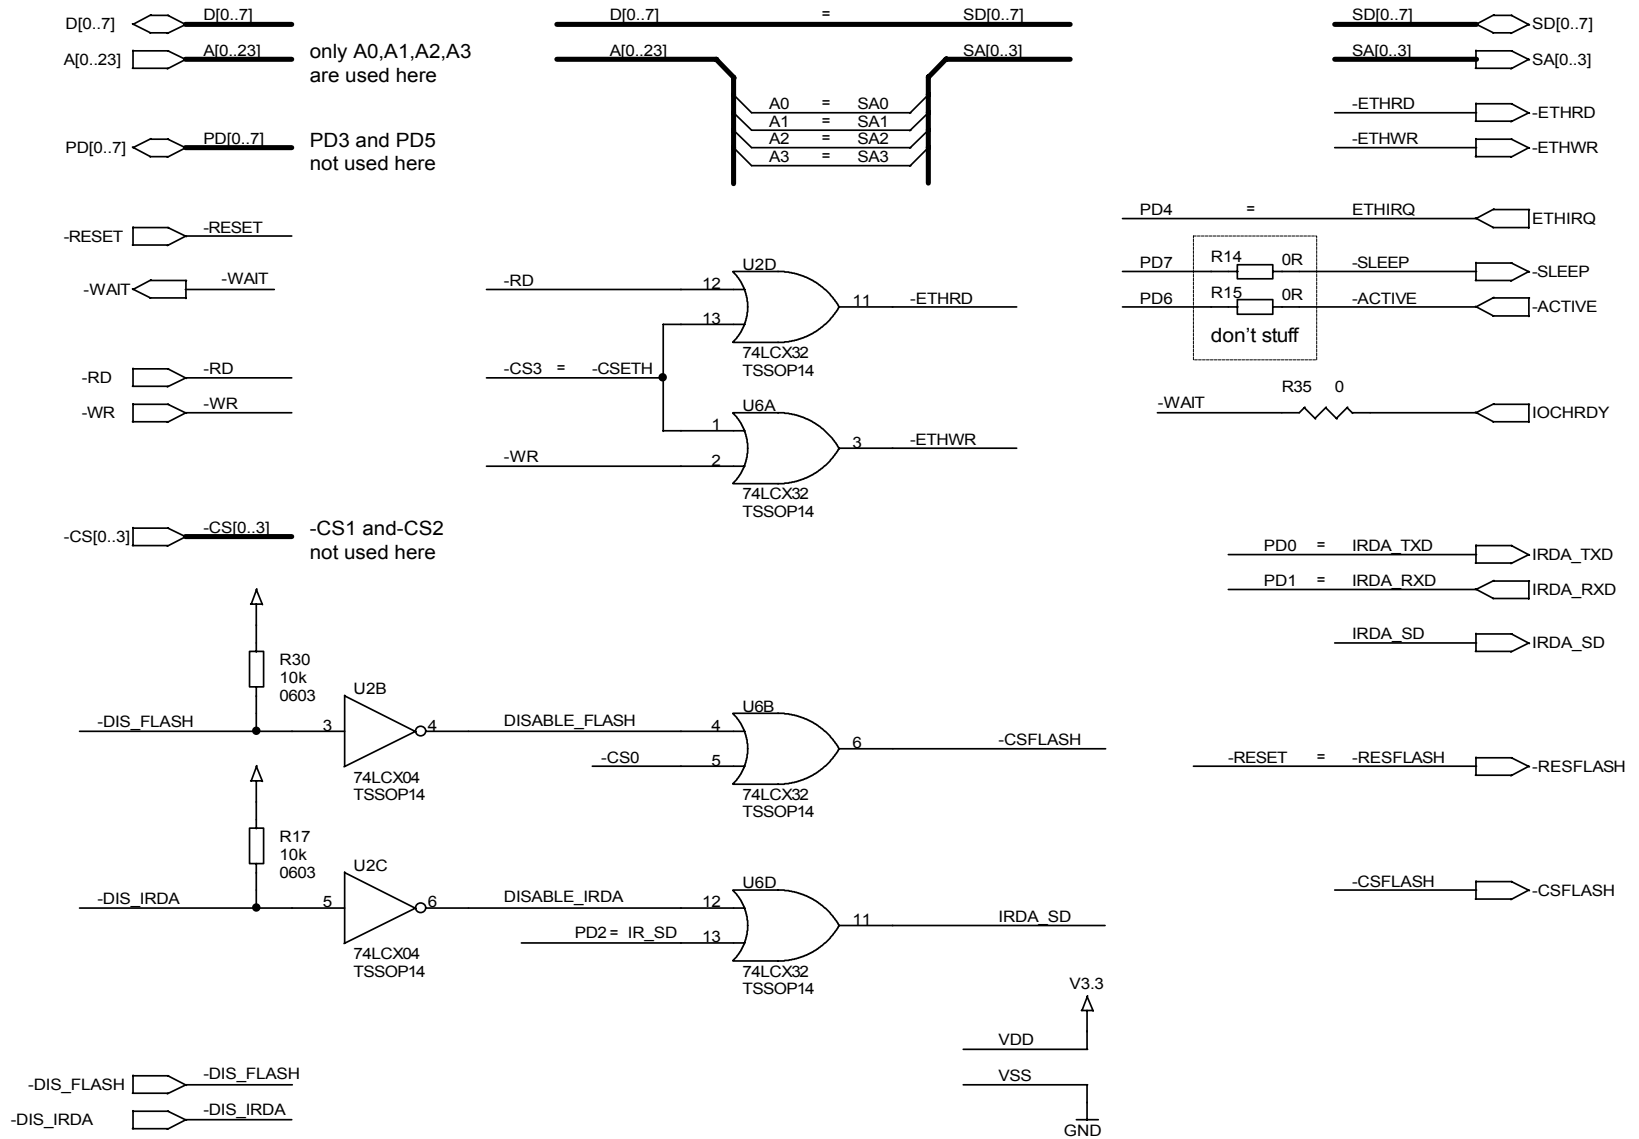 D[0..7] D[0..7] D[0..7] = SD[0..7] SD[0..7] SD[0..7]
A[0..23] A[0..23] only A0,A1,A2,A3 A[0..23] SA[0..3] SA[0..3] SA[0..3]
are used here
A0 = SA0 -ETHRD -ETHRD
A1 = SA1
PD[0..7] PD[0..7] PD3 and PD5 A2 = SA2 -ETHWR -ETHWR
not used here A3 = SA3
PD4 = ETHIRQ ETHIRQ
-RESET -RESET
U2D R14 0R
-WAIT -WAIT -RD 12 PD7 -SLEEP -SLEEP
11 -ETHRD PD6 R15 0R -ACTIVE -ACTIVE
13
don't stuff
74LCX32
TSSOP14
-RD -RD -CS3 = -CSETH
R35 0
-WR -WR U6A -WAIT IOCHRDY
1
3 -ETHWR
-WR 2
74LCX32
TSSOP14
-CS[0..3] -CS[0..3] -CS1 and-CS2
not used here
PD0 = IRDA_TXD IRDA_TXD
PD1 = IRDA_RXD IRDA_RXD
IRDA_SD IRDA_SD
R30
10k
0603
U2B U6B
-DIS_FLASH 3 4 DISABLE_FLASH 4
6 -CSFLASH
-CS0 5
-RESET = -RESFLASH -RESFLASH
74LCX04 74LCX32
TSSOP14 TSSOP14
R17
10k
0603
U2C U6D
-CSFLASH -CSFLASH
-DIS_IRDA 5 6 DISABLE_IRDA 12
11 IRDA_SD
PD2 = IR_SD 13
74LCX04 74LCX32
TSSOP14 TSSOP14
V3.3
VDD
VSS
GND
-DIS_FLASH -DIS_FLASH
-DIS_IRDA -DIS_IRDA